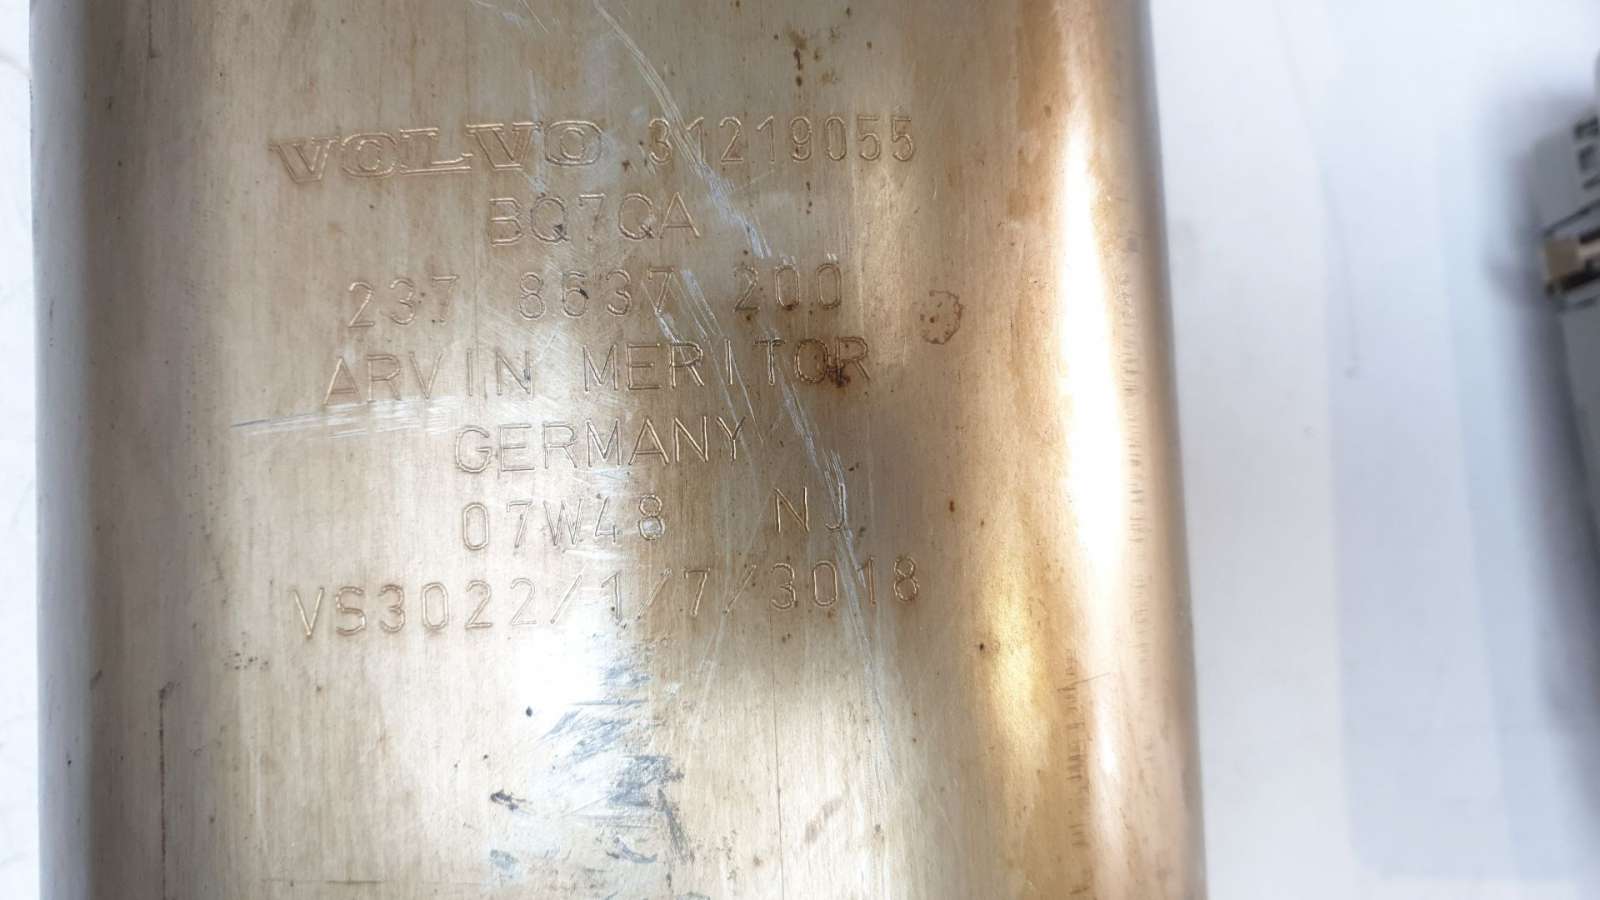 VOLVO 31219055
BQ7QA
237 8637 200
ARVIN MERITOR
GERMANY
07W48 NJ
VS3022/1/7/3018